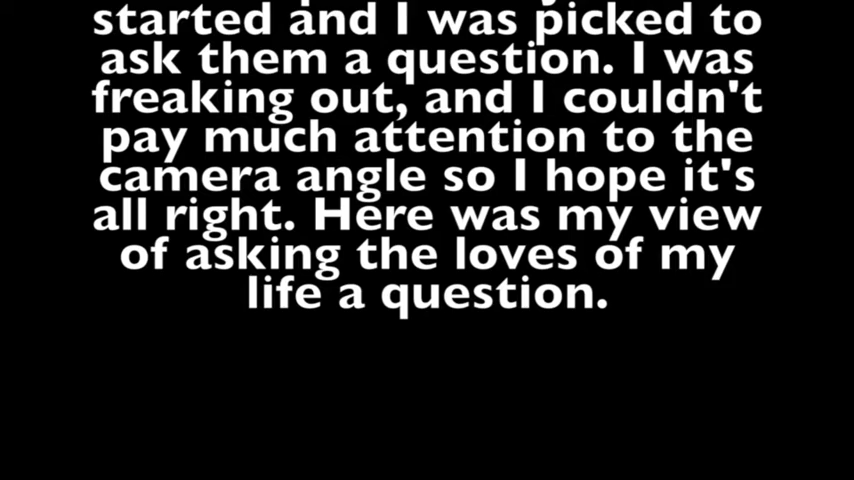 started and I was picked to
ask them a question. I was
freaking out, and I couldn't
pay much attention to the
camera angle so I hope it's
all right. Here was my view
of asking the loves of my
life a question.